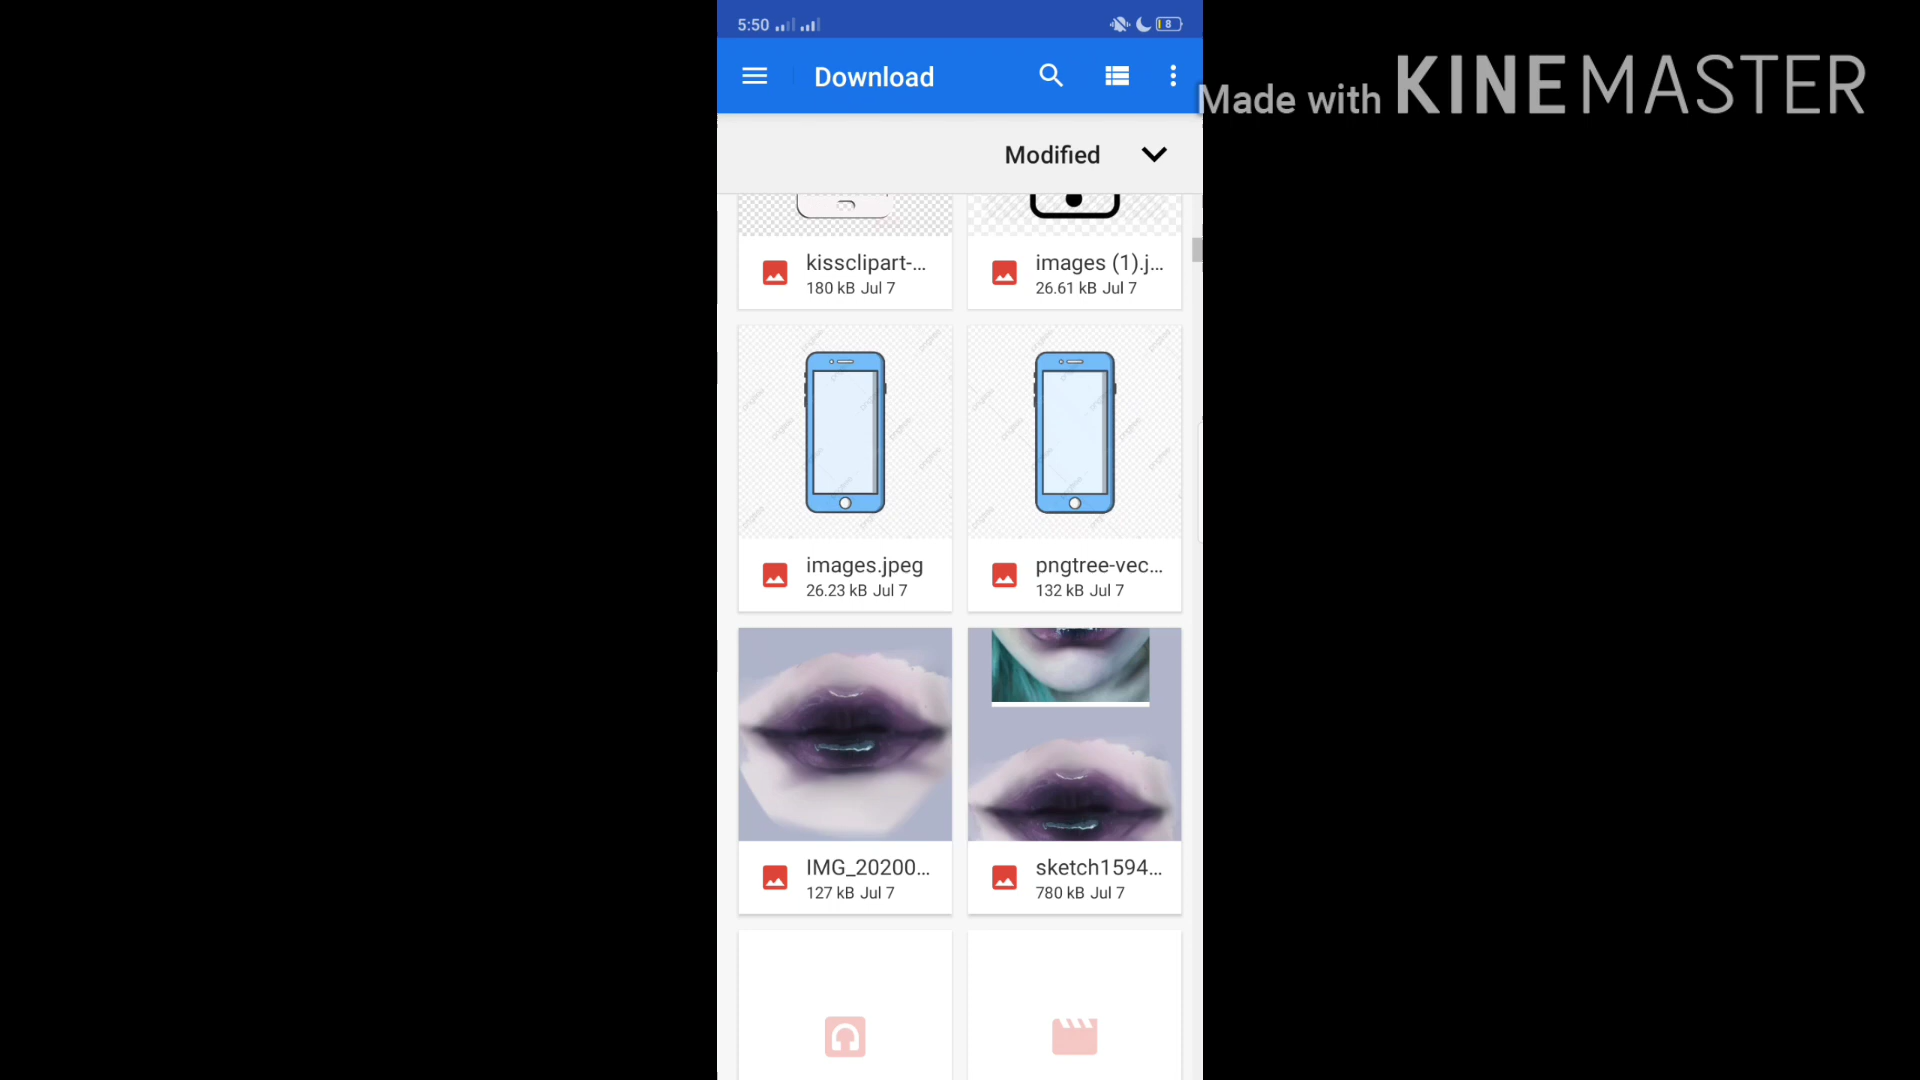 5:50
8
Download
Made with KINEMASTER
Modified
kissclipart-...
180 kB Jul 7
images (1).j...
26.61 kB Jul 7
images.jpeg
26.23 kB Jul 7
pngtree-vec...
132 kB Jul 7
IMG_20200...
127 kB Jul 7
sketch1594...
780 kB Jul 7